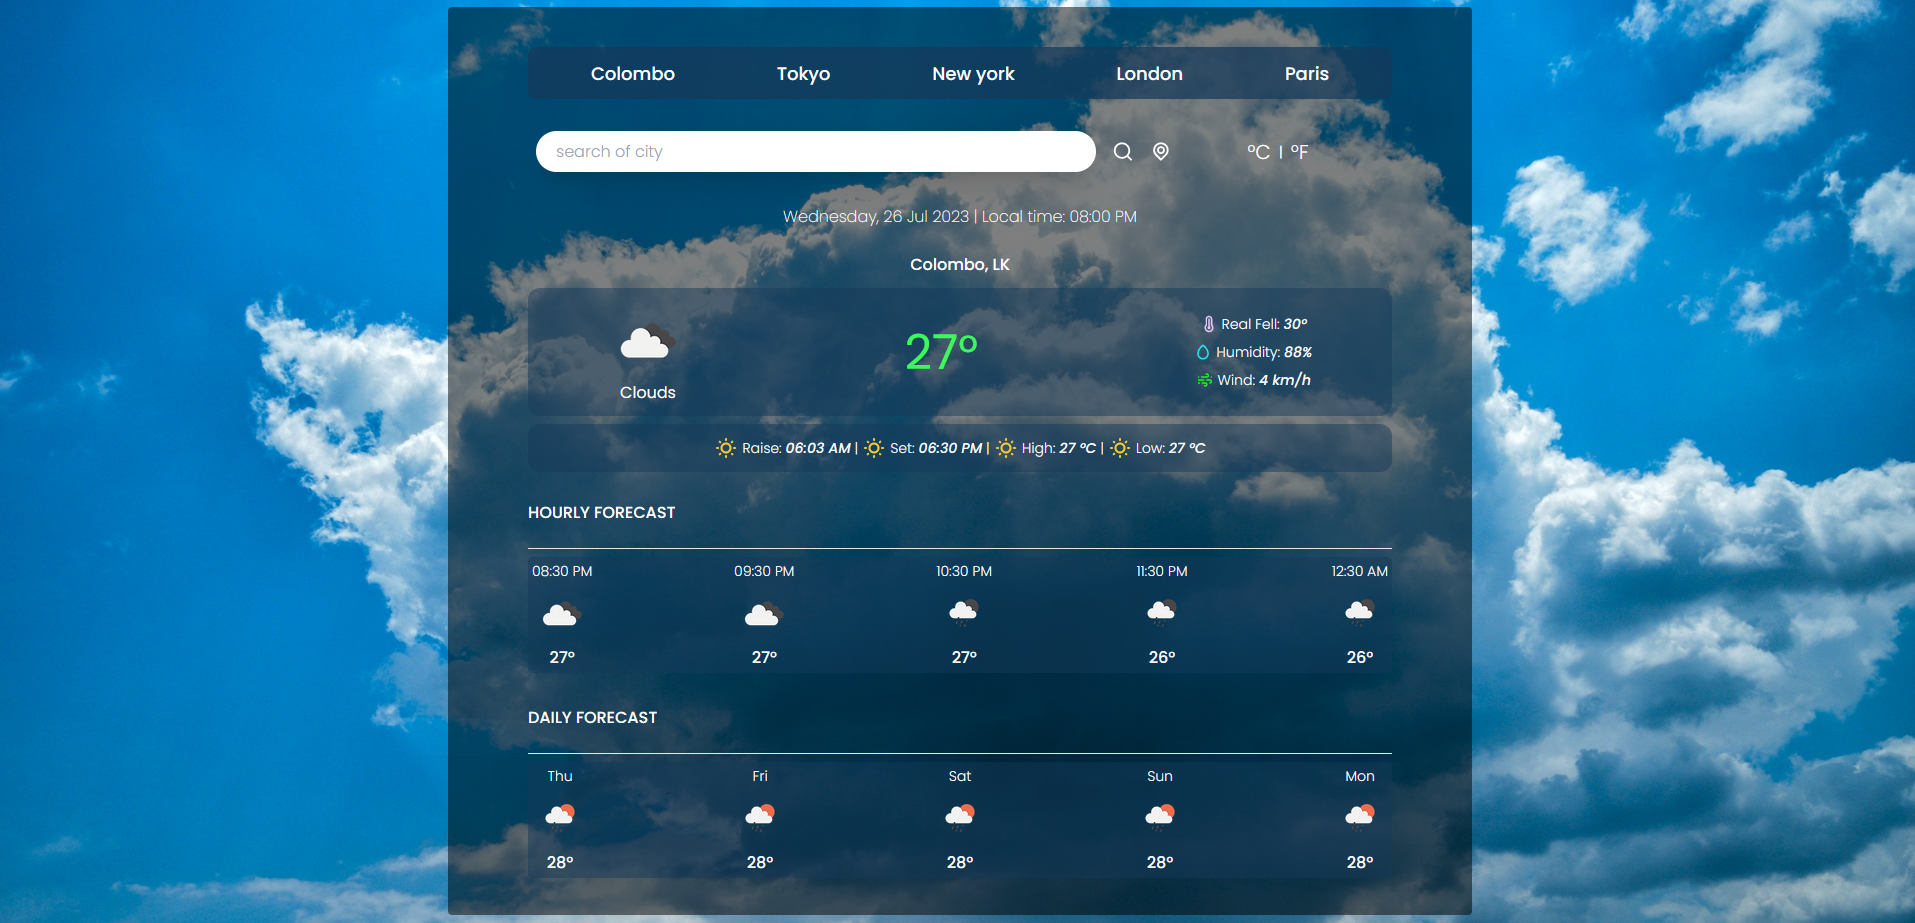 Colombo Tokyo New york London Paris
search of city °C | °F
Wednesday, 26 Jul 2023 | Local time: 08:00 PM
Colombo, LK
Clouds
27°
Real Fell: 30°
Humidity: 88%
Wind: 4 km/h
Raise: 06:03 AM | Set: 06:30 PM | High: 27 °C | Low: 27 °C
HOURLY FORECAST
08:30 PM 09:30 PM 10:30 PM 11:30 PM 12:30 AM
27° 27° 27° 26° 26°
DAILY FORECAST
Thu Fri Sat Sun Mon
28° 28° 28° 28° 28°